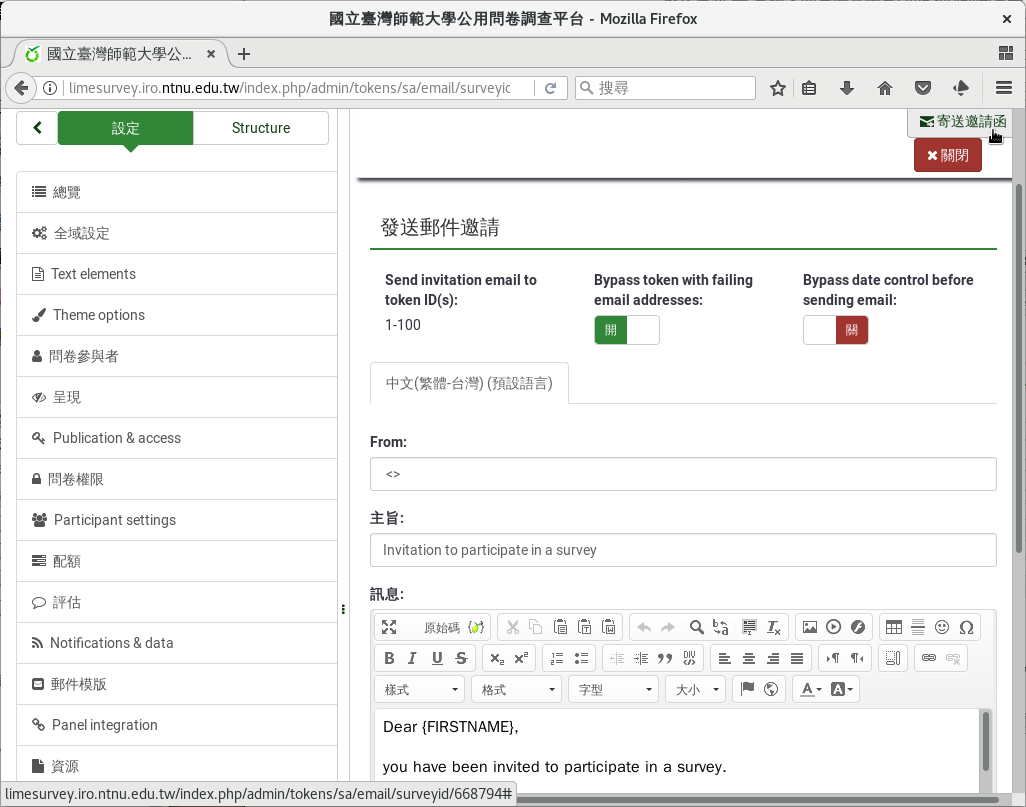 國立臺灣師範大學公用問卷調查平台 - Mozilla Firefox
國立臺灣師範大學公...
limesurvey.iro.ntnu.edu.tw/index.php/admin/tokens/sa/email/surveyic
搜尋
設定
Structure
寄送邀請函
關閉
總覽
全域設定
Text elements
Theme options
問卷參與者
呈現
Publication & access
問卷權限
Participant settings
配額
評估
Notifications & data
郵件模版
Panel integration
資源
發送郵件邀請
Send invitation email to
token ID(s):
1-100
Bypass token with failing
email addresses:
開
Bypass date control before
sending email:
關
中文(繁體-台灣) (預設語言)
From:
<>
主旨:
Invitation to participate in a survey
訊息:
原始碼
B I U S
樣式 格式 字型 大小
Dear {FIRSTNAME},
you have been invited to participate in a survey.
limesurvey.iro.ntnu.edu.tw/index.php/admin/tokens/sa/email/surveyid/668794#